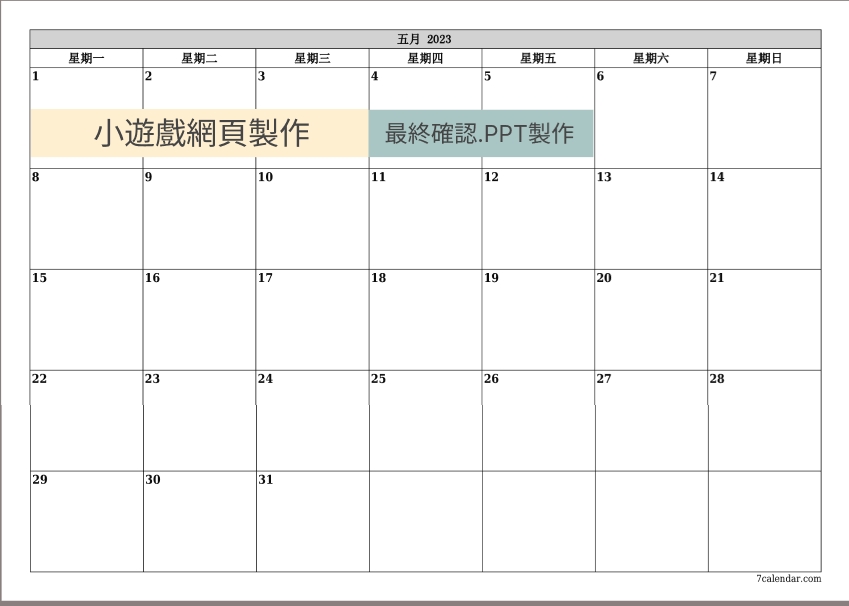 五月 2023
星期一 星期二 星期三 星期四 星期五 星期六 星期日
1 2 3 4 5 6 7
小遊戲網頁製作 最終確認.PPT製作
8 9 10 11 12 13 14
15 16 17 18 19 20 21
22 23 24 25 26 27 28
29 30 31
7calendar.com